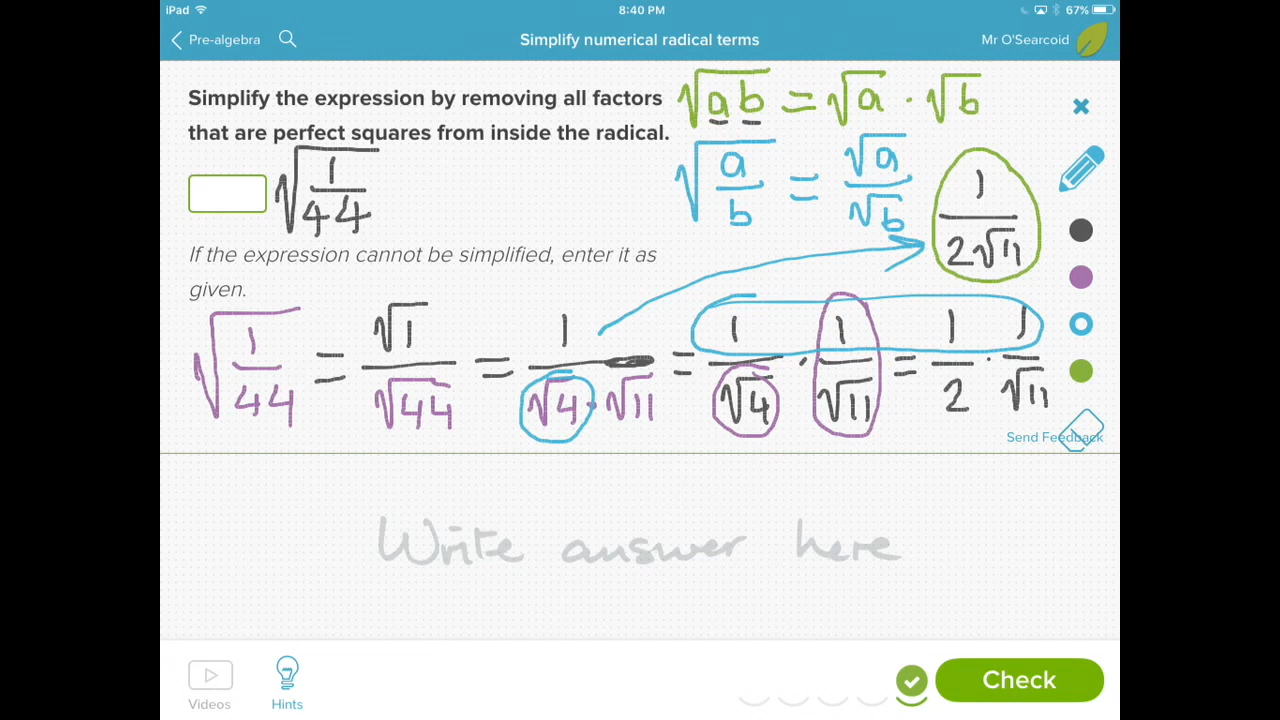 iPad 8:40 PM 67%
Pre-algebra Simplify numerical radical terms Mr O'Searcoid
Simplify the expression by removing all factors
that are perfect squares from inside the radical.
√(1/44)
If the expression cannot be simplified, enter it as
given.
√(ab) = √a · √b
√(a/b) = √a/√b
1/(2√11)
√(1/44) = √1/√44 = 1/(√4 · √11) = 1/√4 · 1/√11 = 1/2 · 1/√11
Send Feedback
Write answer here
Videos Hints Check